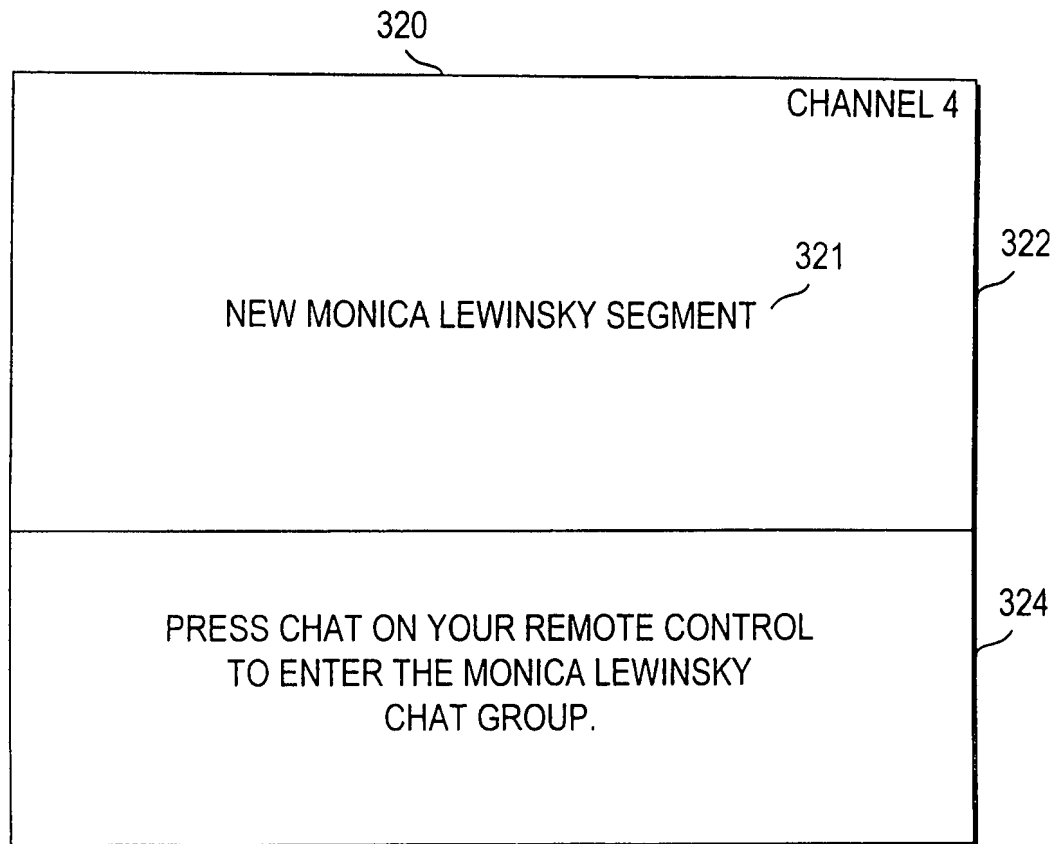 320
CHANNEL 4
321
322
NEW MONICA LEWINSKY SEGMENT
324
PRESS CHAT ON YOUR REMOTE CONTROL
TO ENTER THE MONICA LEWINSKY
CHAT GROUP.